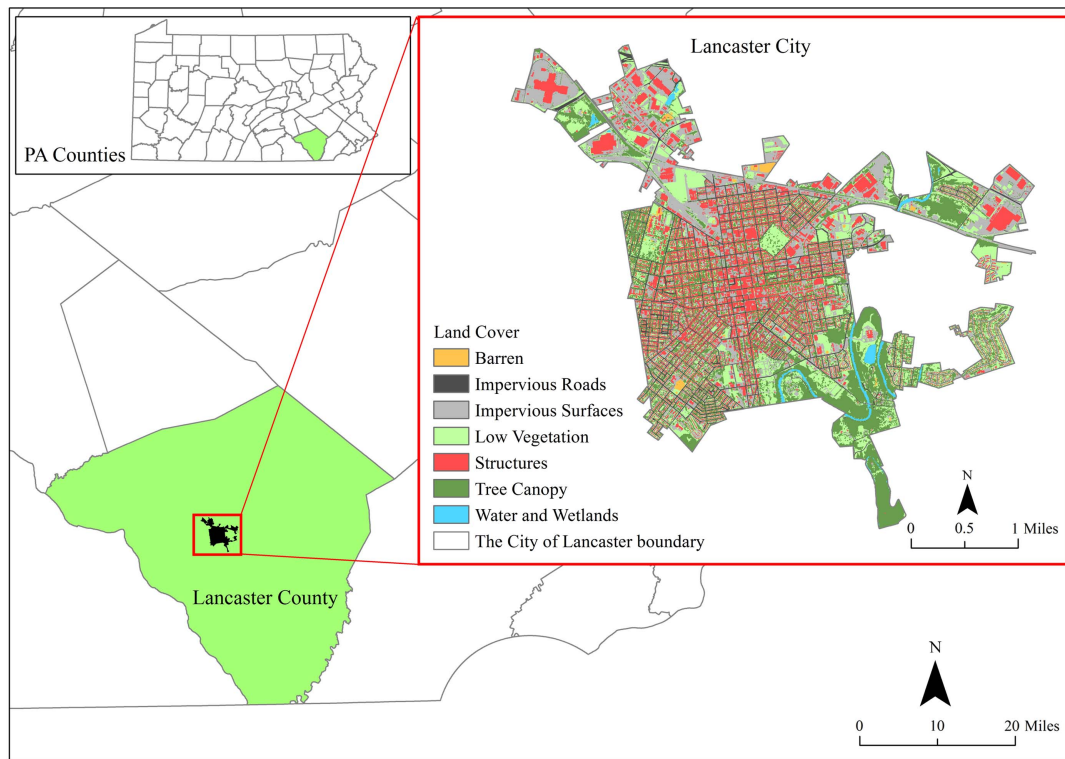 PA Counties
Lancaster City
Land Cover
Barren
Impervious Roads
Impervious Surfaces
Low Vegetation
Structures
Tree Canopy
Water and Wetlands
The City of Lancaster boundary
N
0 0.5 1 Miles
Lancaster County
N
0 10 20 Miles